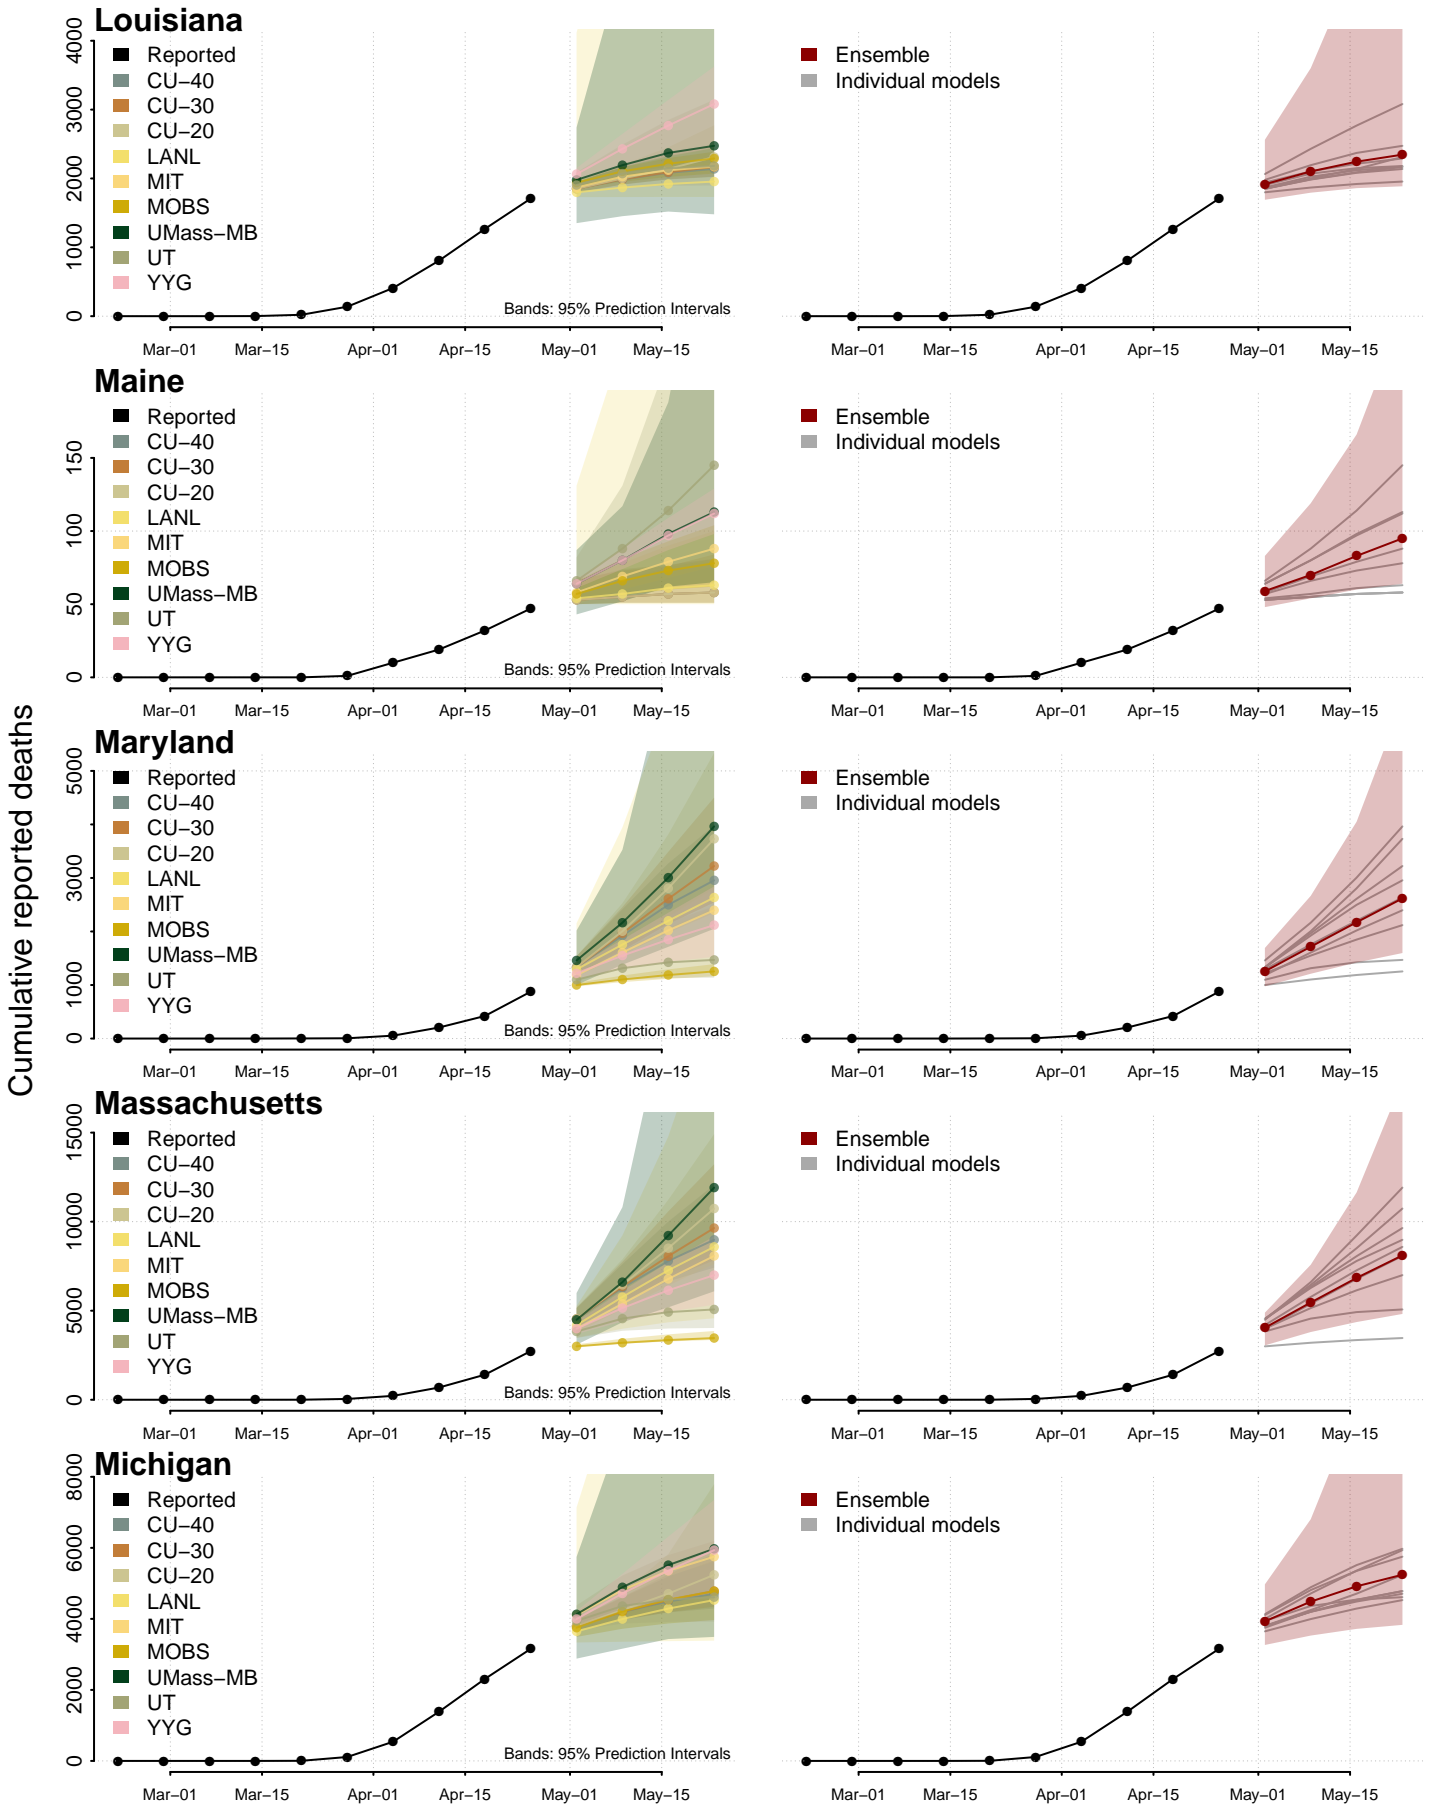 Cumulative reported deaths
Louisiana
4000
3000
2000
1000
0
Reported
CU−40
CU−30
CU−20
LANL
MIT
MOBS
UMass−MB
UT
YYG
Bands: 95% Prediction Intervals
Mar−01 Mar−15 Apr−01 Apr−15 May−01 May−15
Ensemble
Individual models
Mar−01 Mar−15 Apr−01 Apr−15 May−01 May−15
Maine
150
100
50
0
Reported
CU−40
CU−30
CU−20
LANL
MIT
MOBS
UMass−MB
UT
YYG
Bands: 95% Prediction Intervals
Mar−01 Mar−15 Apr−01 Apr−15 May−01 May−15
Ensemble
Individual models
Mar−01 Mar−15 Apr−01 Apr−15 May−01 May−15
Maryland
5000
3000
1000
0
Reported
CU−40
CU−30
CU−20
LANL
MIT
MOBS
UMass−MB
UT
YYG
Bands: 95% Prediction Intervals
Mar−01 Mar−15 Apr−01 Apr−15 May−01 May−15
Ensemble
Individual models
Mar−01 Mar−15 Apr−01 Apr−15 May−01 May−15
Massachusetts
15000
10000
5000
0
Reported
CU−40
CU−30
CU−20
LANL
MIT
MOBS
UMass−MB
UT
YYG
Bands: 95% Prediction Intervals
Mar−01 Mar−15 Apr−01 Apr−15 May−01 May−15
Ensemble
Individual models
Mar−01 Mar−15 Apr−01 Apr−15 May−01 May−15
Michigan
8000
6000
4000
2000
0
Reported
CU−40
CU−30
CU−20
LANL
MIT
MOBS
UMass−MB
UT
YYG
Bands: 95% Prediction Intervals
Mar−01 Mar−15 Apr−01 Apr−15 May−01 May−15
Ensemble
Individual models
Mar−01 Mar−15 Apr−01 Apr−15 May−01 May−15